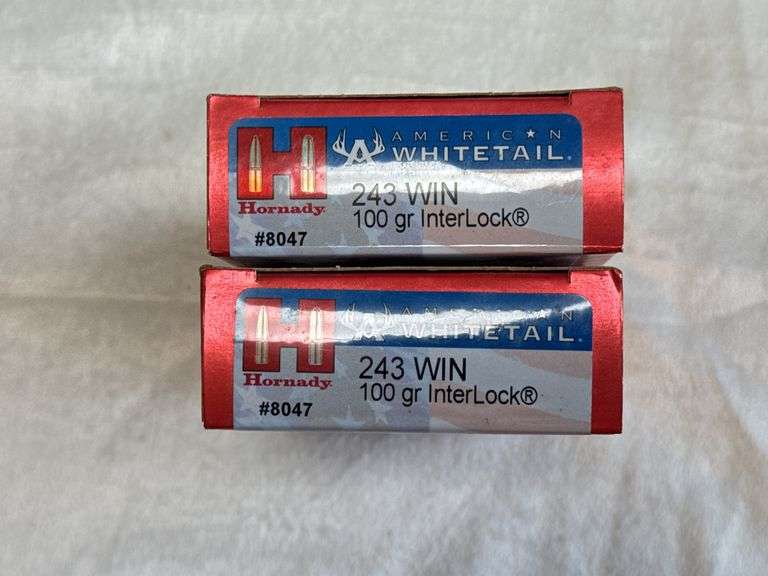 AMERICAN
WHITETAIL®
243 WIN
100 gr InterLock®
H
Hornady®
#8047
AMERICAN
WHITETAIL®
243 WIN
100 gr InterLock®
H
Hornady®
#8047